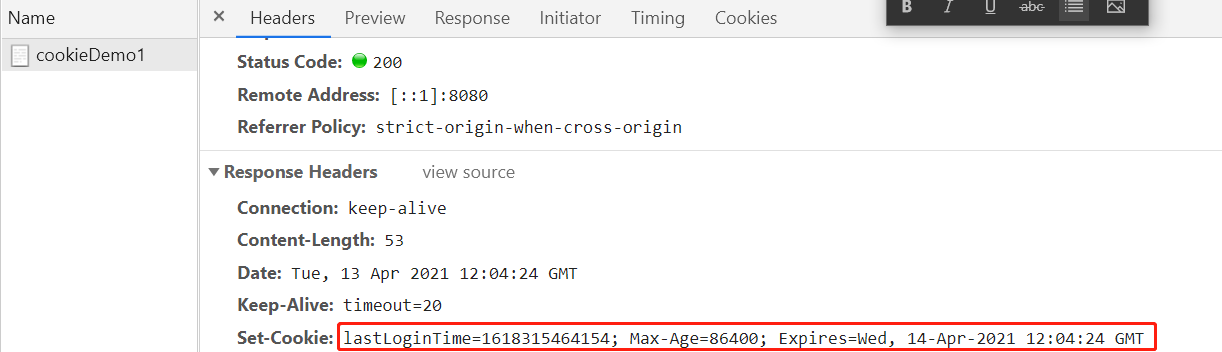 Name
× Headers Preview Response Initiator Timing Cookies
B I U abc
cookieDemo1
Status Code: 200
Remote Address: [::1]:8080
Referrer Policy: strict-origin-when-cross-origin
Response Headers view source
Connection: keep-alive
Content-Length: 53
Date: Tue, 13 Apr 2021 12:04:24 GMT
Keep-Alive: timeout=20
Set-Cookie: lastLoginTime=1618315464154; Max-Age=86400; Expires=Wed, 14-Apr-2021 12:04:24 GMT